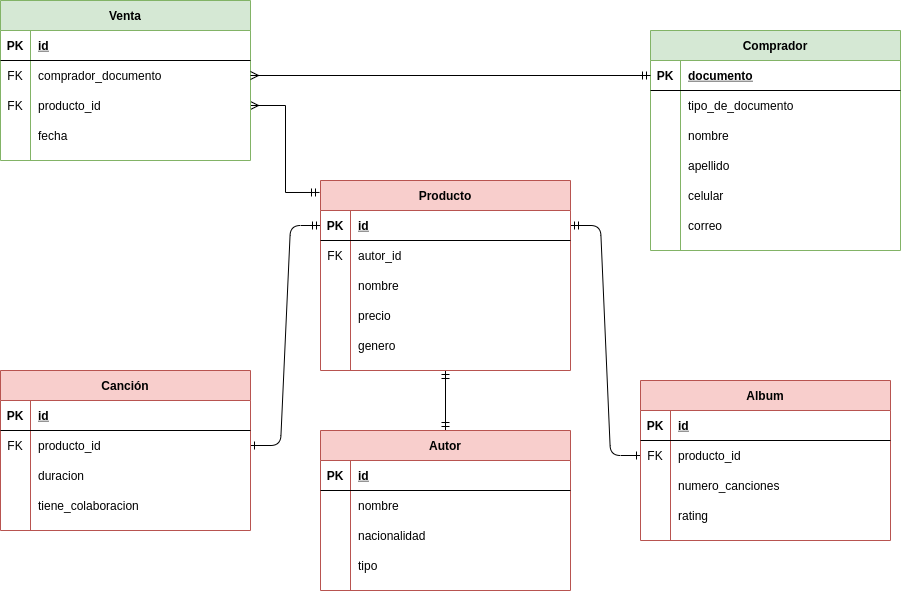 Venta
PK id
FK comprador_documento
FK producto_id
fecha
Comprador
PK documento
tipo_de_documento
nombre
apellido
celular
correo
Producto
PK id
FK autor_id
nombre
precio
genero
Canción
PK id
FK producto_id
duracion
tiene_colaboracion
Autor
PK id
nombre
nacionalidad
tipo
Album
PK id
FK producto_id
numero_canciones
rating